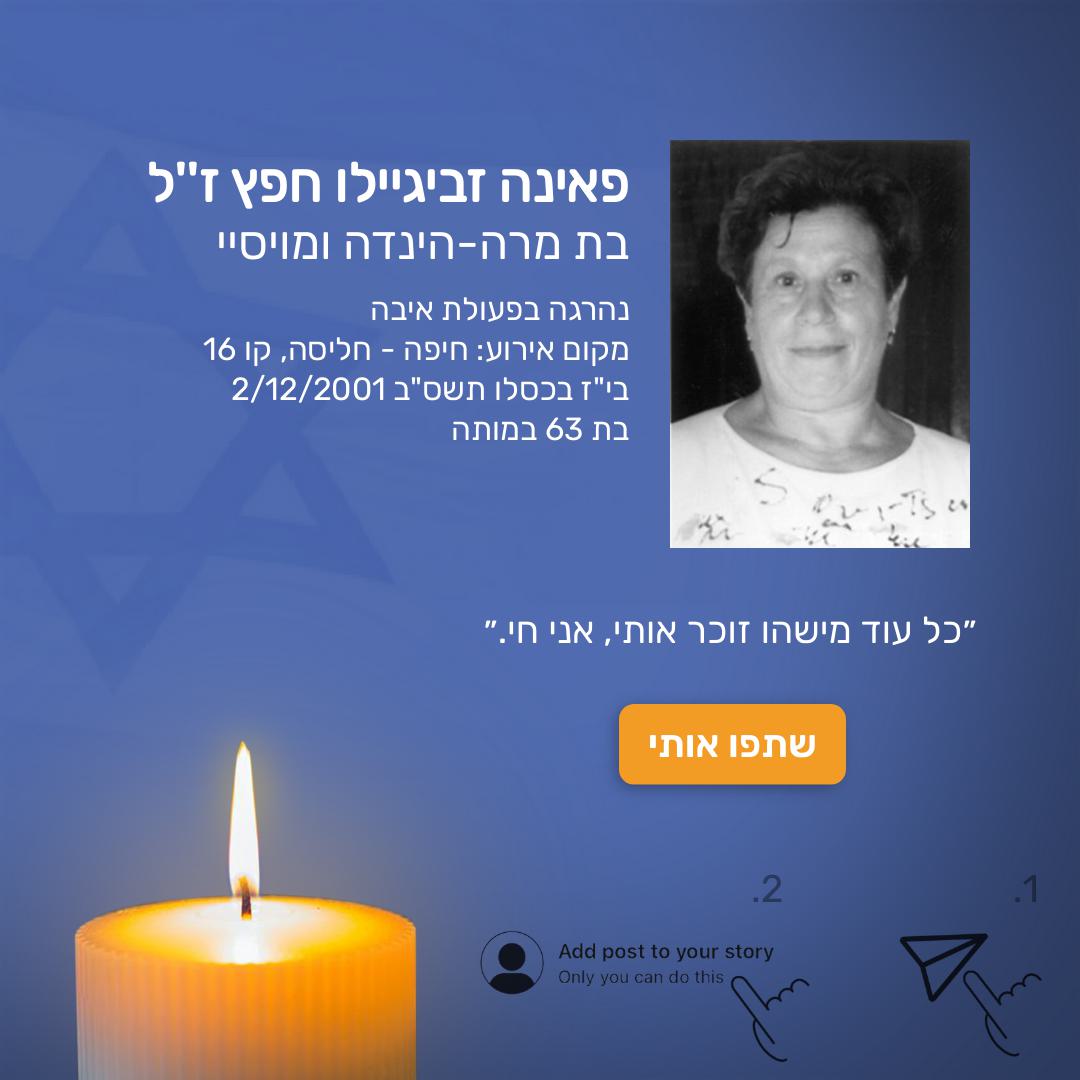 פאינה זביגיילו חפץ ז''ל
בת מרה-הינדה ומויסיי
נהרגה בפעולת איבה
מקום אירוע: חיפה - חליסה, קו 16
בי"ז בכסלו תשס"ב 2/12/2001
בת 63 במותה
״כל עוד מישהו זוכר אותי, אני חי.״
שתפו אותי
.1
.2
Add post to your story
Only you can do this